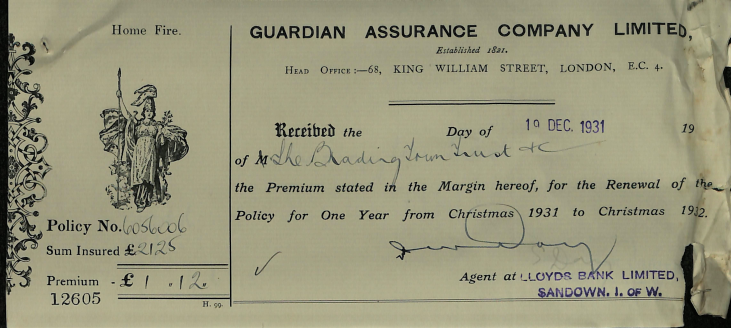 Home Fire.
Policy No. 6056006
Sum Insured £2125
Premium - £ 1 . 12.
12605
H. 99.
GUARDIAN ASSURANCE COMPANY LIMITED,
Established 1821.
HEAD OFFICE:—68, KING WILLIAM STREET, LONDON, E.C. 4.
Received the Day of 19 DEC. 1931 19
of M The Brading Town Trust &c
the Premium stated in the Margin hereof, for the Renewal of the
Policy for One Year from Christmas 1931 to Christmas 1932.
Agent at LLOYDS BANK LIMITED,
SANDOWN. I. OF W.